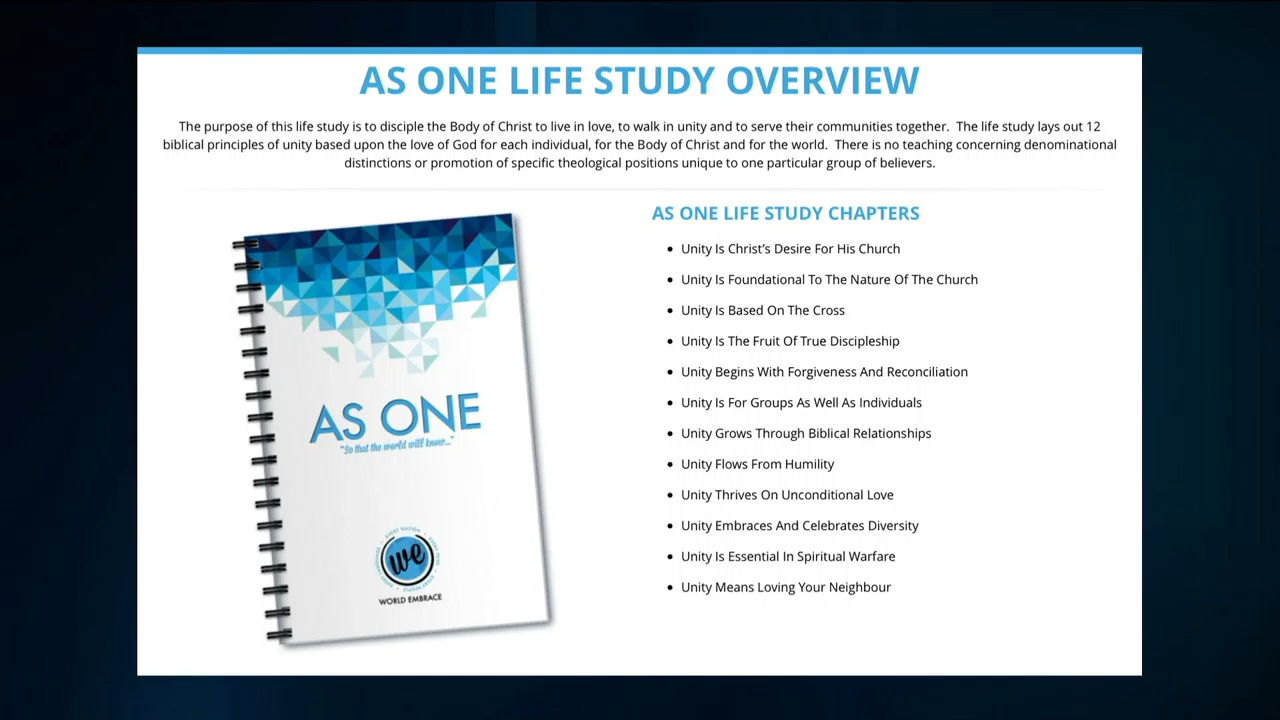 AS ONE LIFE STUDY OVERVIEW
The purpose of this life study is to disciple the Body of Christ to live in love, to walk in unity and to serve their communities together. The life study lays out 12
biblical principles of unity based upon the love of God for each individual, for the Body of Christ and for the world. There is no teaching concerning denominational
distinctions or promotion of specific theological positions unique to one particular group of believers.
AS ONE
"So that the world will know..."
we
WORLD EMBRACE
AS ONE LIFE STUDY CHAPTERS
• Unity Is Christ's Desire For His Church
• Unity Is Foundational To The Nature Of The Church
• Unity Is Based On The Cross
• Unity Is The Fruit Of True Discipleship
• Unity Begins With Forgiveness And Reconciliation
• Unity Is For Groups As Well As Individuals
• Unity Grows Through Biblical Relationships
• Unity Flows From Humility
• Unity Thrives On Unconditional Love
• Unity Embraces And Celebrates Diversity
• Unity Is Essential In Spiritual Warfare
• Unity Means Loving Your Neighbour